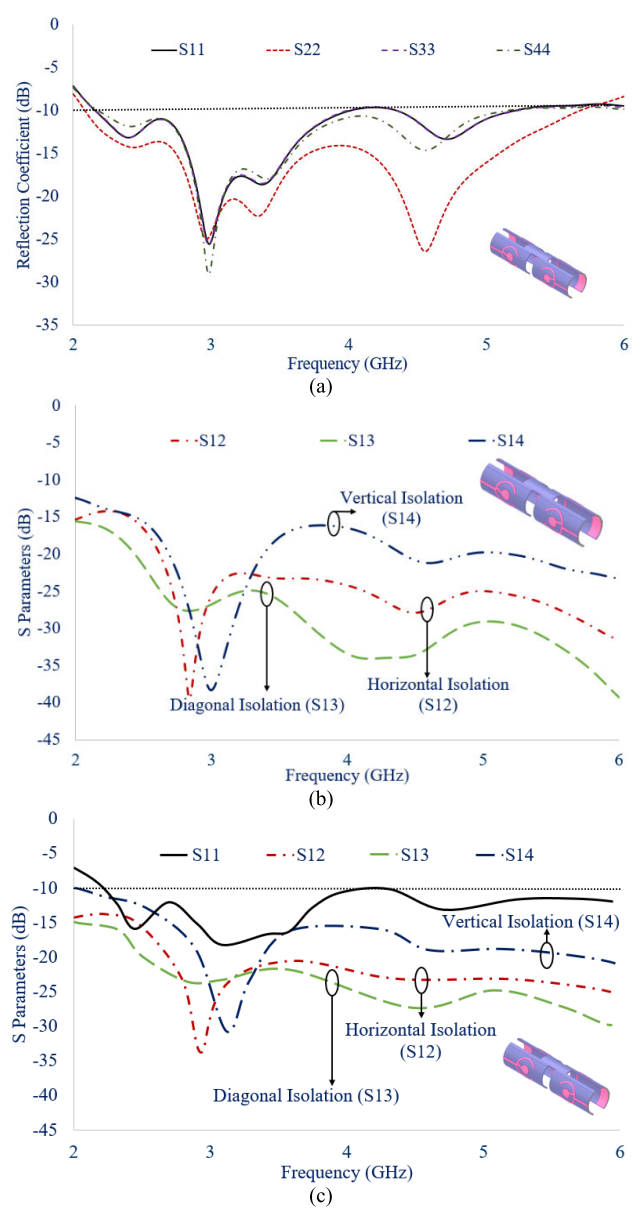 0
-5
-10
-15
-20
-25
-30
-35
Reflection Coefficient (dB)
S11 S22 S33 S44
2 3 4 5 6
Frequency (GHz)
(a)
0
-5
-10
-15
-20
-25
-30
-35
-40
-45
S Parameters (dB)
S12 S13 S14
Vertical Isolation
(S14)
Diagonal Isolation (S13)
Horizontal Isolation
(S12)
2 3 4 5 6
Frequency (GHz)
(b)
0
-5
-10
-15
-20
-25
-30
-35
-40
-45
S Parameters (dB)
S11 S12 S13 S14
Vertical Isolation (S14)
Horizontal Isolation
(S12)
Diagonal Isolation (S13)
2 3 4 5 6
Frequency (GHz)
(c)